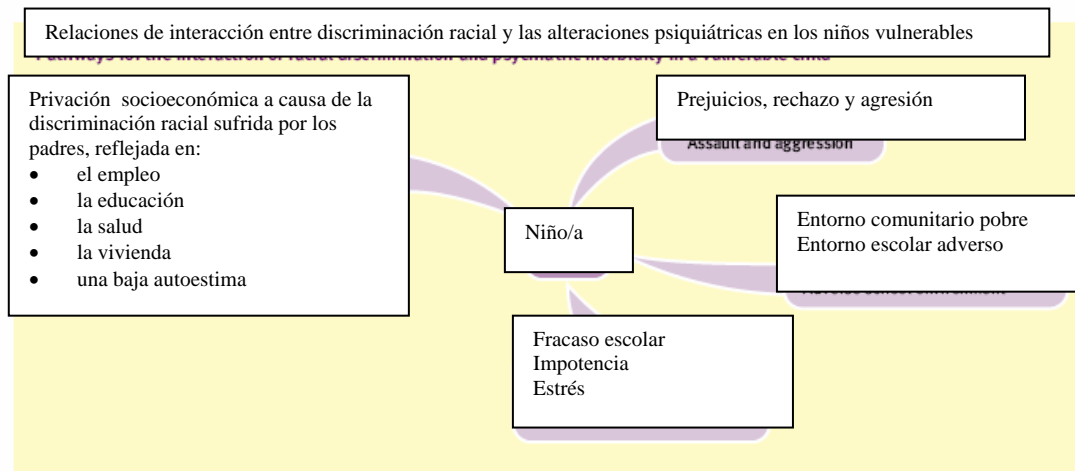 Relaciones de interacción entre discriminación racial y las alteraciones psiquiátricas en los niños vulnerables
Privación socioeconómica a causa de la
discriminación racial sufrida por los
padres, reflejada en:
• el empleo
• la educación
• la salud
• la vivienda
• una baja autoestima
Prejuicios, rechazo y agresión
Assault and aggression
Niño/a
Entorno comunitario pobre
Entorno escolar adverso
Fracaso escolar
Impotencia
Estrés